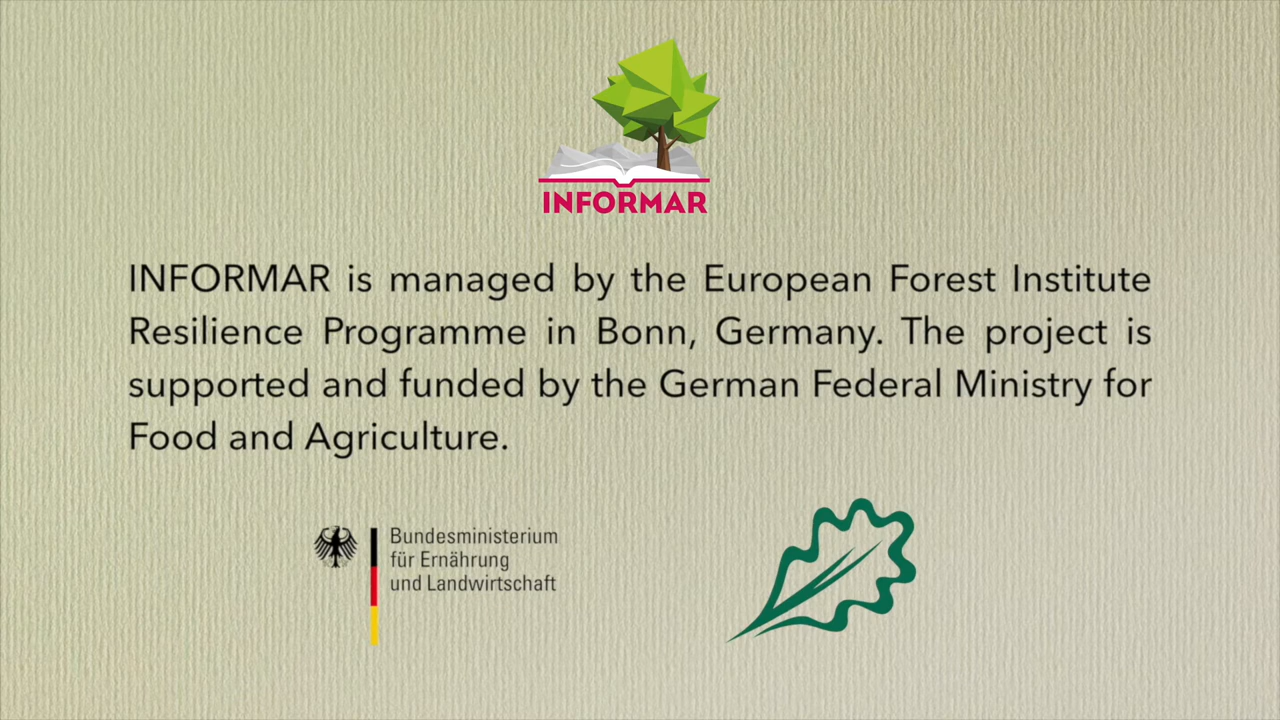 INFORMAR
INFORMAR is managed by the European Forest Institute
Resilience Programme in Bonn, Germany. The project is
supported and funded by the German Federal Ministry for
Food and Agriculture.
Bundesministerium
für Ernährung
und Landwirtschaft